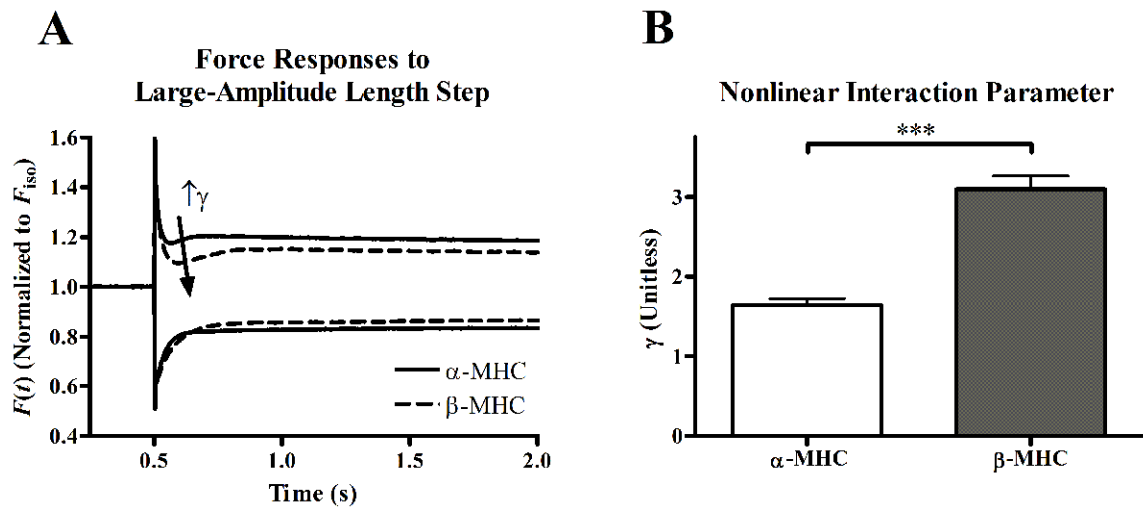 A
Force Responses to
Large-Amplitude Length Step
F(t) (Normalized to Fiso)
1.6
1.4
1.2
1.0
0.8
0.6
0.4
↑γ
α-MHC
β-MHC
0.5
1.0
1.5
2.0
Time (s)
B
Nonlinear Interaction Parameter
***
γ (Unitless)
3
2
1
0
α-MHC
β-MHC